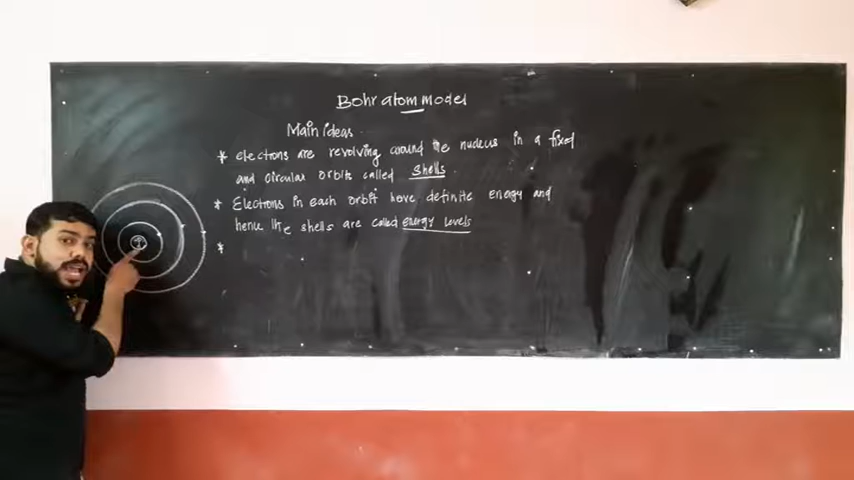 Bohr atom model
Main ideas
* electrons are revolving around the nucleus in a fixed
and circular orbits called shells.
* Electrons in each orbit have definite energy and
hence the shells are called energy levels
*